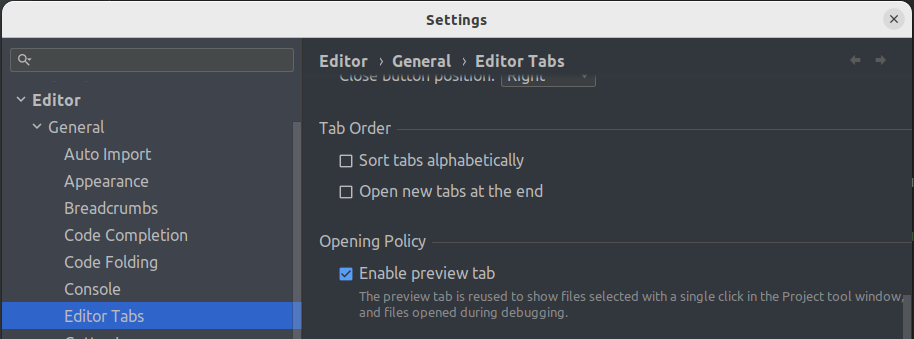 Settings
Editor
General
Auto Import
Appearance
Breadcrumbs
Code Completion
Code Folding
Console
Editor Tabs
Editor › General › Editor Tabs
Close button position: Right
Tab Order
Sort tabs alphabetically
Open new tabs at the end
Opening Policy
Enable preview tab
The preview tab is reused to show files selected with a single click in the Project tool window,
and files opened during debugging.